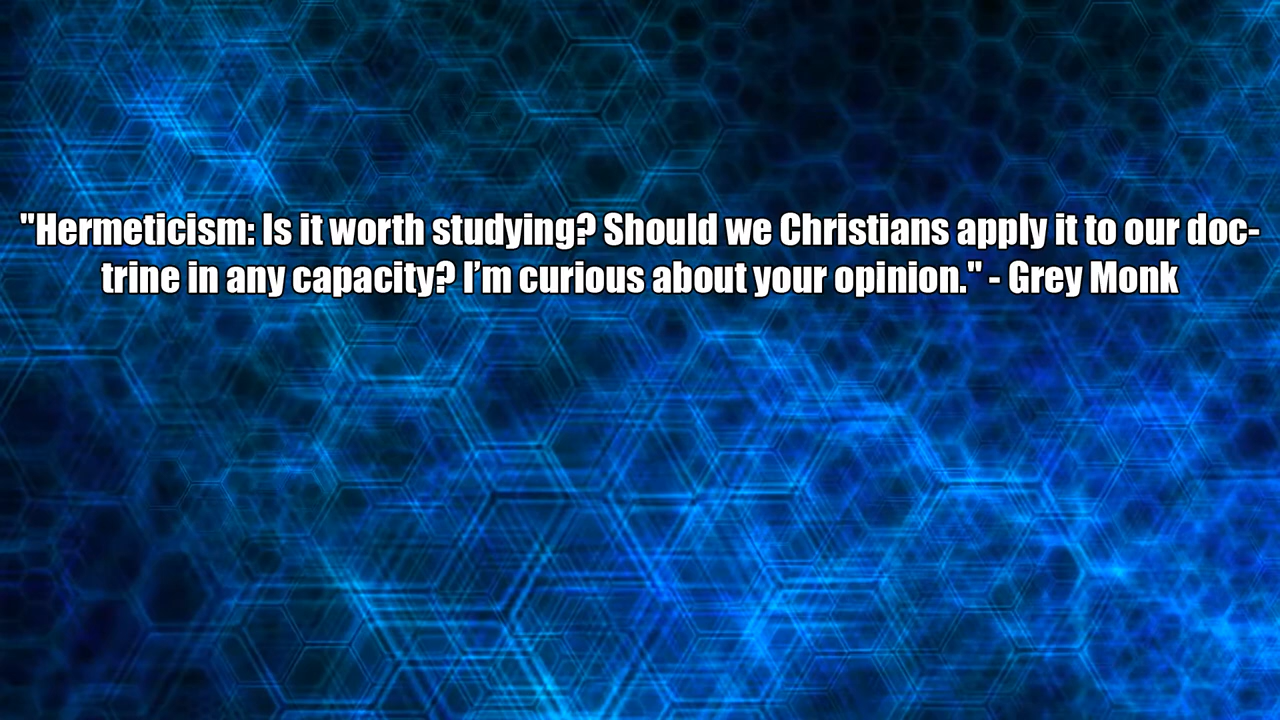 "Hermeticism: Is it worth studying? Should we Christians apply it to our doc-
trine in any capacity? I’m curious about your opinion." - Grey Monk